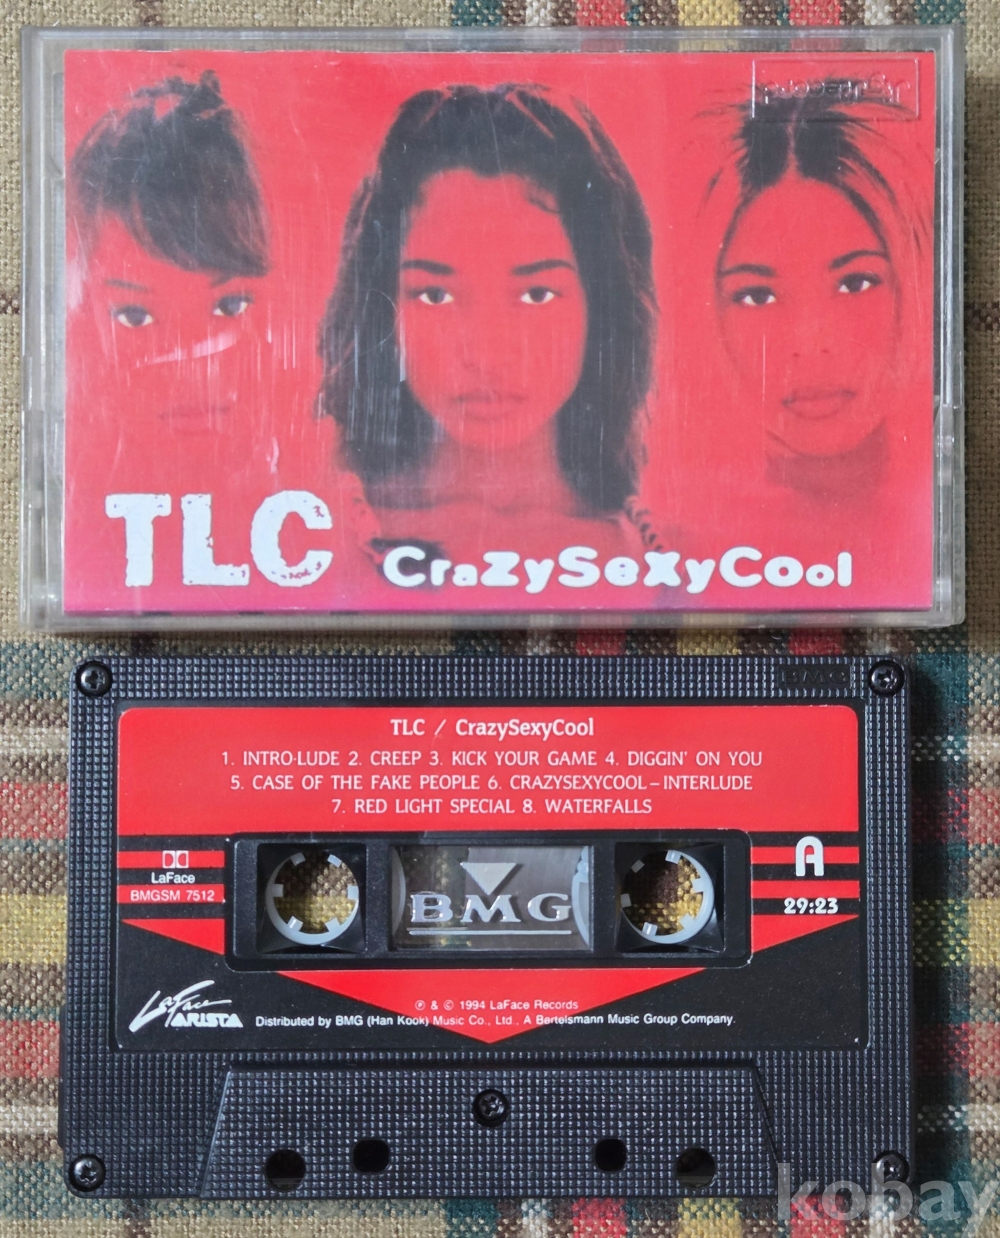 TLC
CraZySeXyCool
BMG
TLC / CrazySexyCool
1. INTRO-LUDE 2. CREEP 3. KICK YOUR GAME 4. DIGGIN' ON YOU
5. CASE OF THE FAKE PEOPLE 6. CRAZYSEXYCOOL – INTERLUDE
7. RED LIGHT SPECIAL 8. WATERFALLS
A
29:23
LaFace
BMGSM 7512
BMG
LaFace
ARISTA
℗ & © 1994 LaFace Records
Distributed by BMG (Han Kook) Music Co., Ltd., A Bertelsmann Music Group Company.
kobay